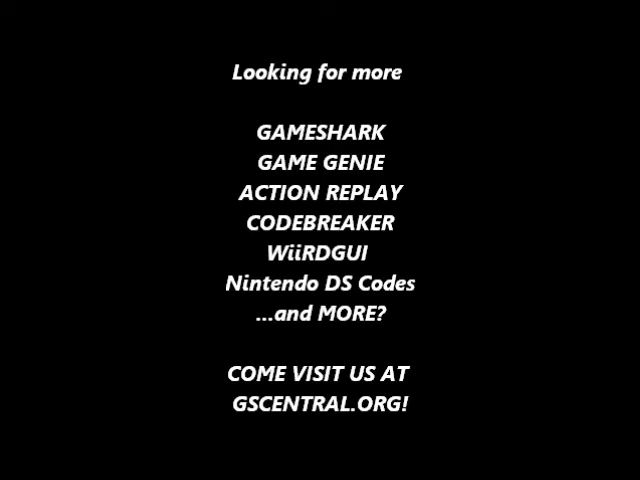 Looking for more
GAMESHARK
GAME GENIE
ACTION REPLAY
CODEBREAKER
WiiRDGUI
Nintendo DS Codes
...and MORE?
COME VISIT US AT
GSCENTRAL.ORG!